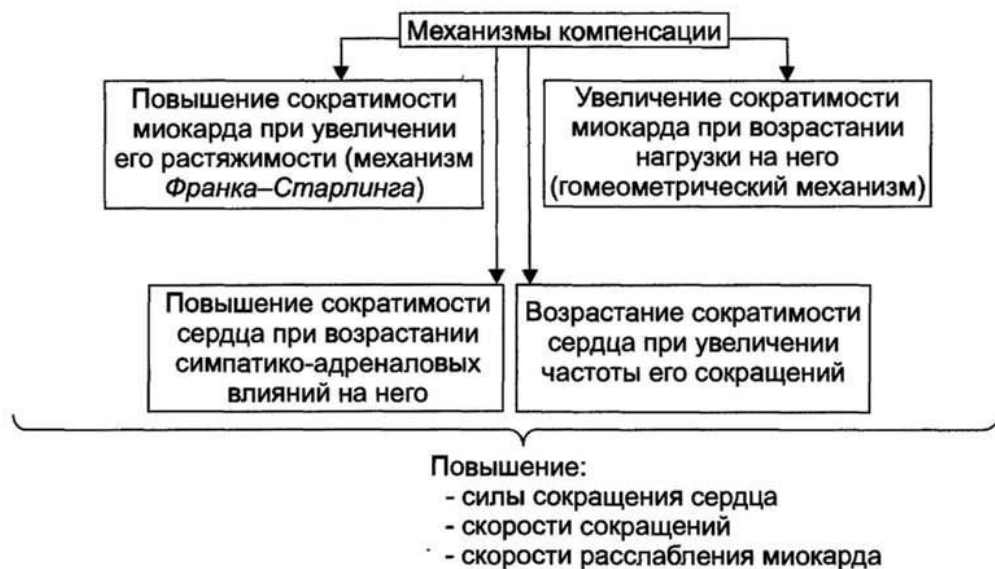 Механизмы компенсации
Повышение сократимости
миокарда при увеличении
его растяжимости (механизм
Франка–Старлинга)
Увеличение сократимости
миокарда при возрастании
нагрузки на него
(гомеометрический механизм)
Повышение сократимости
сердца при возрастании
симпатико-адреналовых
влияний на него
Возрастание сократимости
сердца при увеличении
частоты его сокращений
Повышение:
- силы сокращения сердца
- скорости сокращений
- скорости расслабления миокарда